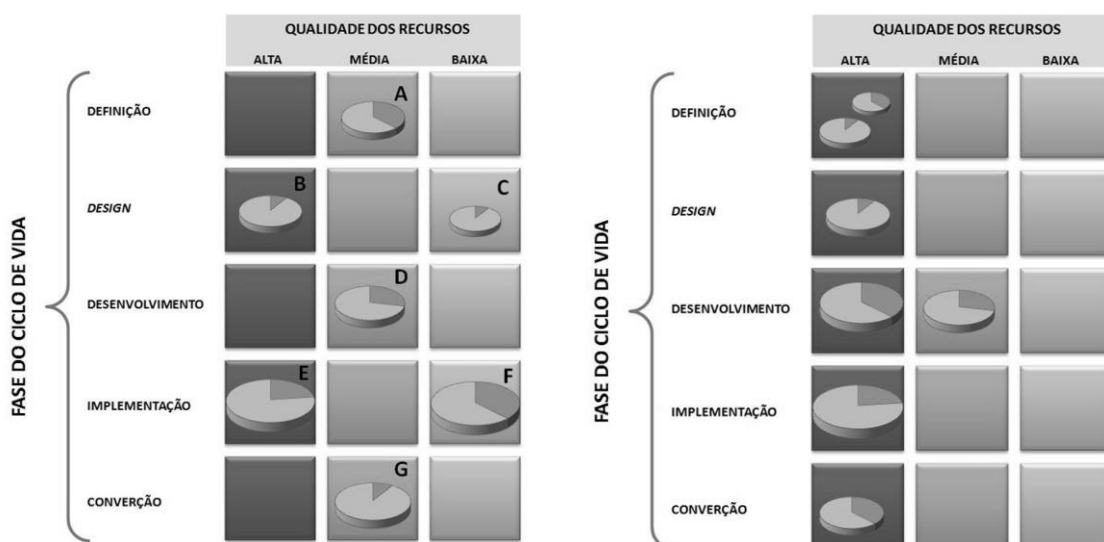 QUALIDADE DOS RECURSOS
ALTA MÉDIA BAIXA
FASE DO CICLO DE VIDA
DEFINIÇÃO
A
DESIGN
B
C
DESENVOLVIMENTO
D
IMPLEMENTAÇÃO
E
F
CONVERÇÃO
G
QUALIDADE DOS RECURSOS
ALTA MÉDIA BAIXA
FASE DO CICLO DE VIDA
DEFINIÇÃO
DESIGN
DESENVOLVIMENTO
IMPLEMENTAÇÃO
CONVERÇÃO